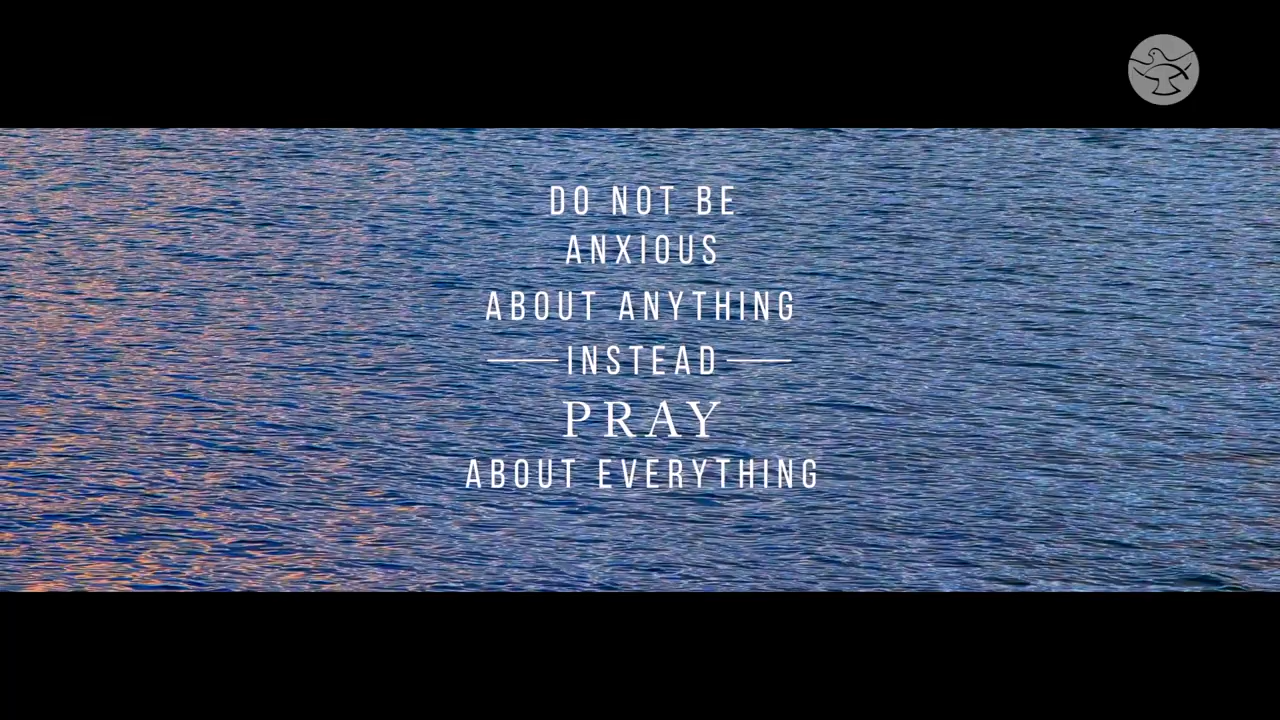 DO NOT BE
ANXIOUS
ABOUT ANYTHING
INSTEAD
PRAY
ABOUT EVERYTHING